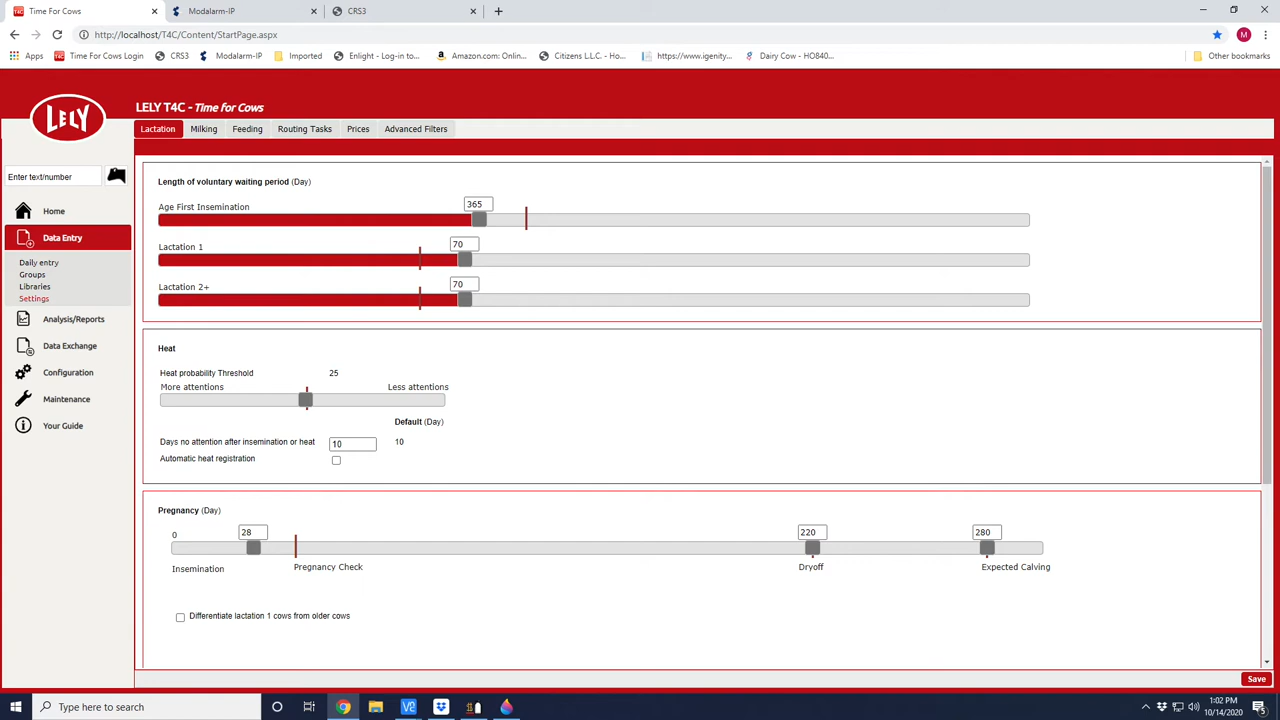 Time For Cows
Modalarm-IP
CRS3
http://localhost/T4C/Content/StartPage.aspx
M
Apps
Time For Cows Login
CRS3
Modalarm-IP
Imported
Enlight - Log-in to...
Amazon.com: Onlin...
Citizens L.L.C. - Ho...
https://www.igenity...
Dairy Cow - HO840...
Other bookmarks
LELY
LELY T4C - Time for Cows
Lactation Milking Feeding Routing Tasks Prices Advanced Filters
Enter text/number
Home
Data Entry
Daily entry
Groups
Libraries
Settings
Analysis/Reports
Data Exchange
Configuration
Maintenance
Your Guide
Length of voluntary waiting period (Day)
Age First Insemination
365
Lactation 1
70
Lactation 2+
70
Heat
Heat probability Threshold 25
More attentions Less attentions
Default (Day)
Days no attention after insemination or heat 10 10
Automatic heat registration
Pregnancy (Day)
0 28 220 280
Insemination Pregnancy Check Dryoff Expected Calving
Differentiate lactation 1 cows from older cows
Save
Type here to search
1:02 PM
10/14/2020
5